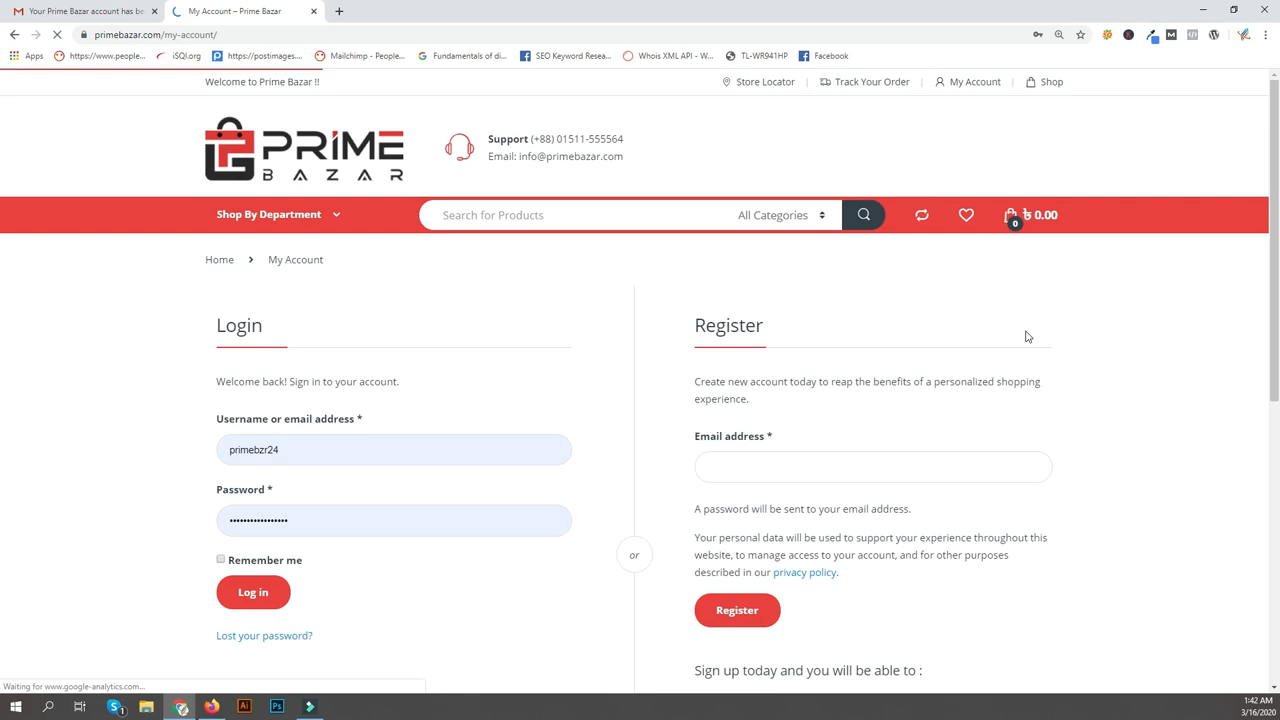 Your Prime Bazar account has be
My Account – Prime Bazar
primebazar.com/my-account/
Apps
https://www.people...
iSQl.org
https://postimages...
Mailchimp - People...
Fundamentals of di...
SEO Keyword Resea...
Whois XML API - W...
TL-WR941HP
Facebook
Welcome to Prime Bazar !!
Store Locator
Track Your Order
My Account
Shop
PRIME
BAZAR
Support (+88) 01511-555564
Email: info@primebazar.com
Shop By Department
Search for Products
All Categories
0
৳ 0.00
Home
My Account
Login
Register
Welcome back! Sign in to your account.
Create new account today to reap the benefits of a personalized shopping
experience.
Username or email address *
primebzr24
Email address *
Password *
••••••••••••••••
A password will be sent to your email address.
Your personal data will be used to support your experience throughout this
website, to manage access to your account, and for other purposes
described in our privacy policy.
or
Remember me
Log in
Register
Lost your password?
Sign up today and you will be able to :
Waiting for www.google-analytics.com...
1:42 AM
3/16/2020